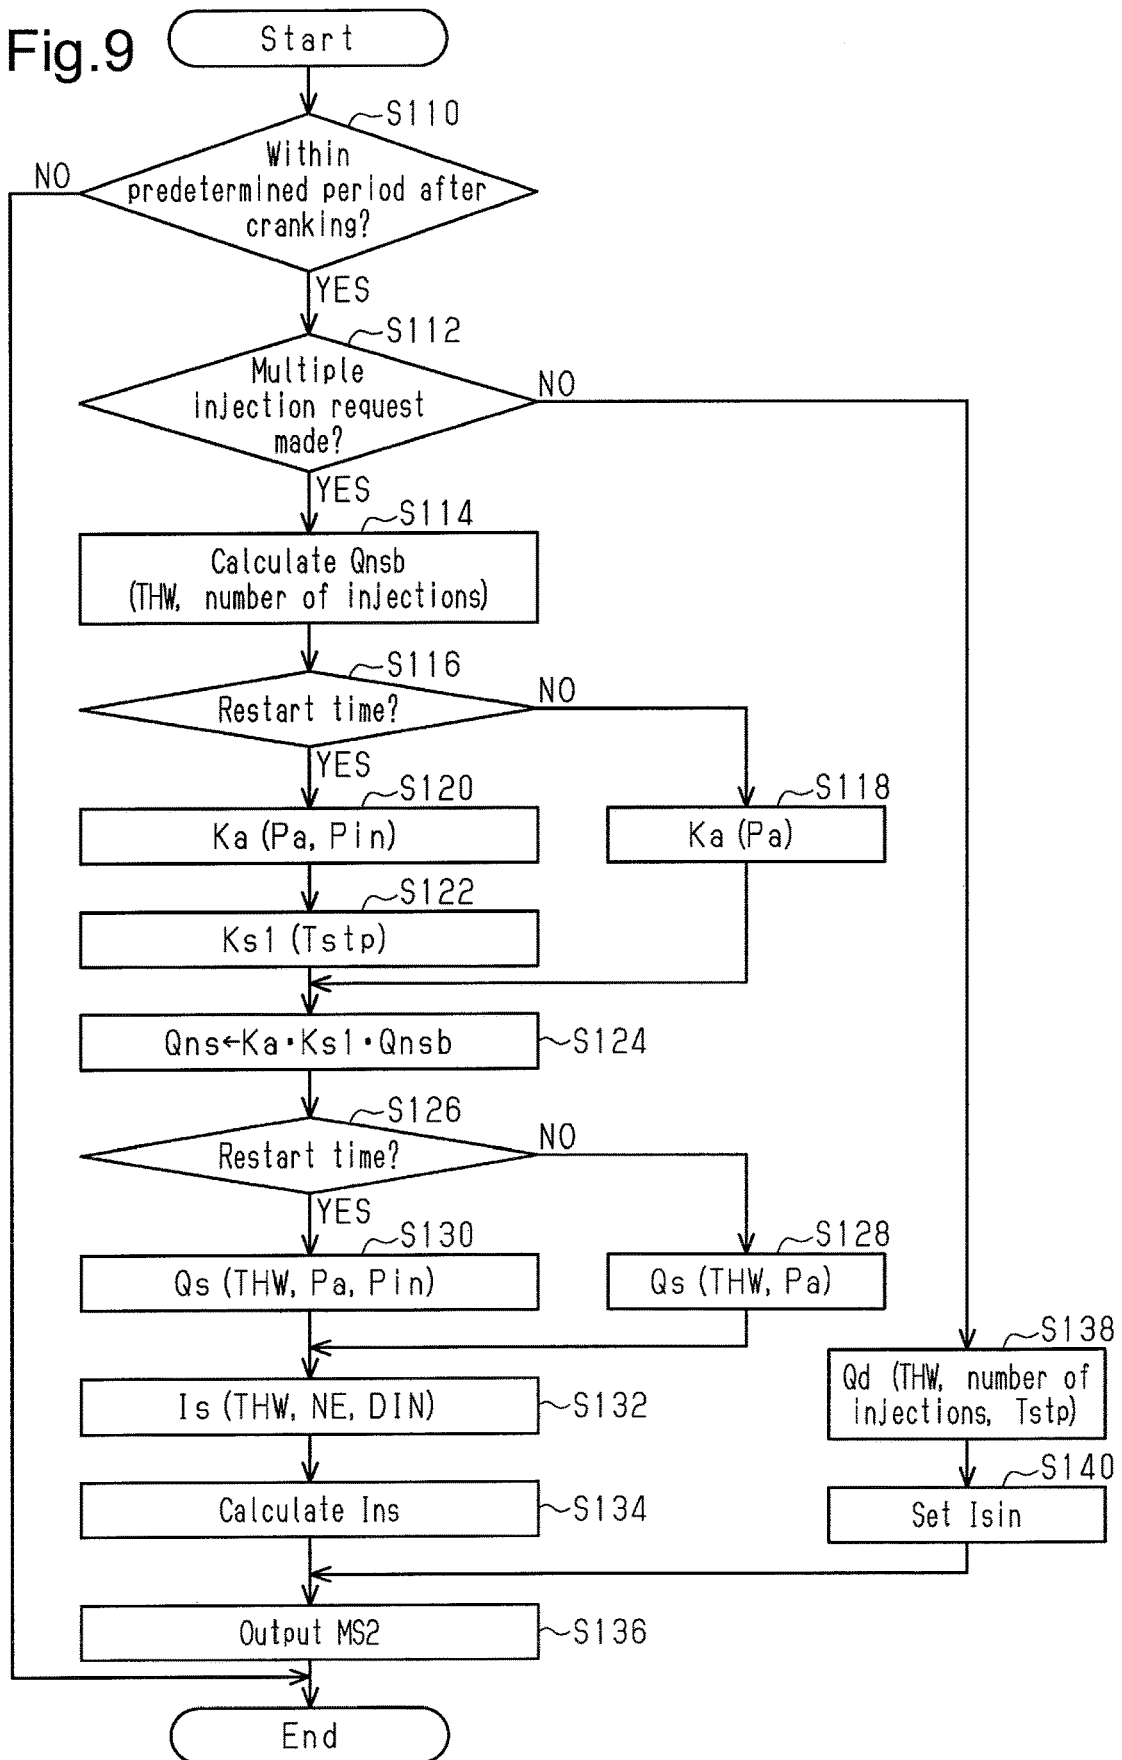 Fig.9
Start
S110
Within
predetermined period after
cranking?
NO
YES
S112
Multiple
injection request
made?
NO
YES
S114
Calculate Qnsb
(THW, number of injections)
S116
Restart time?
NO
YES
S120
Ka (Pa, Pin)
S118
Ka (Pa)
S122
Ks1 (Tstp)
Qns←Ka·Ks1·Qnsb
S124
S126
Restart time?
NO
YES
S130
Qs (THW, Pa, Pin)
S128
Qs (THW, Pa)
S138
Qd (THW, number of
injections, Tstp)
Is (THW, NE, DIN)
S132
S140
Set Isin
Calculate Ins
S134
Output MS2
S136
End